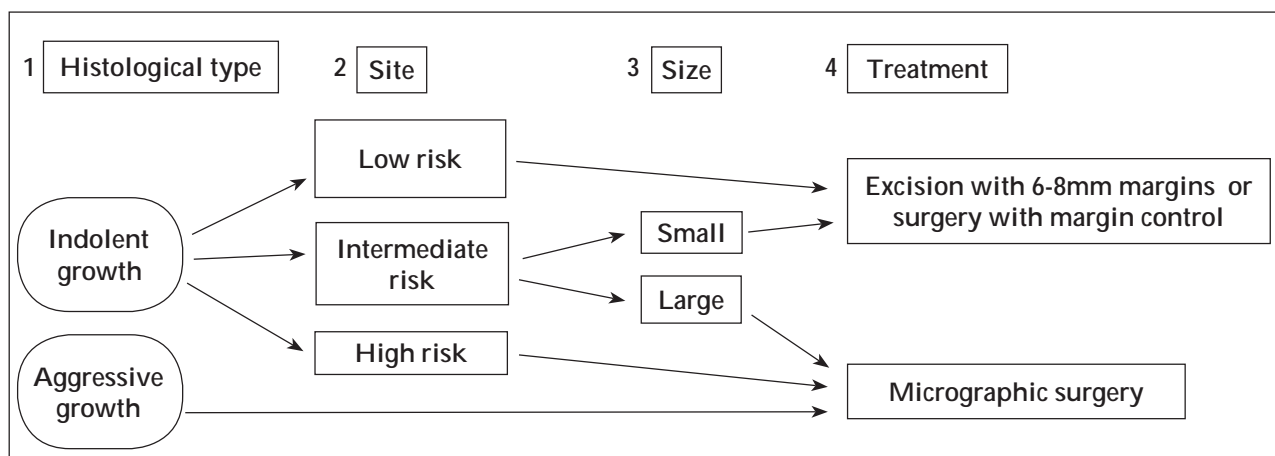 1 Histological type
2 Site
3 Size
4 Treatment
Low risk
Excision with 6-8mm margins or
surgery with margin control
Indolent
growth
Intermediate
risk
Small
Large
High risk
Aggressive
growth
Micrographic surgery